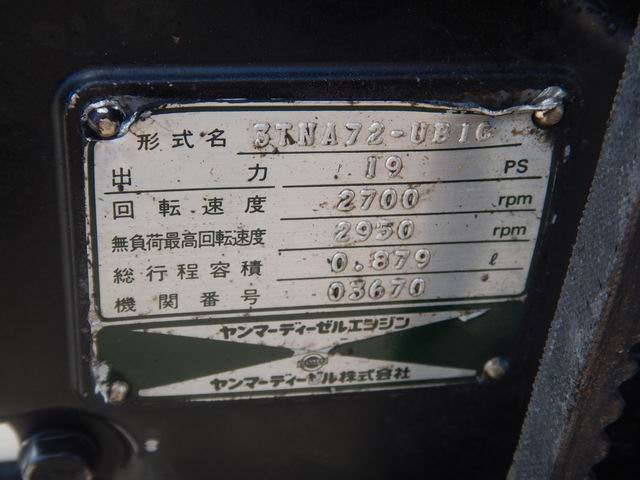 形式名 3TNA72-UB1C
出力 19 PS
回転速度 2700 rpm
無負荷最高回転速度 2950 rpm
総行程容積 0.879 ℓ
機関番号 03670
ヤンマーディーゼルエンジン
ヤンマーディーゼル株式会社